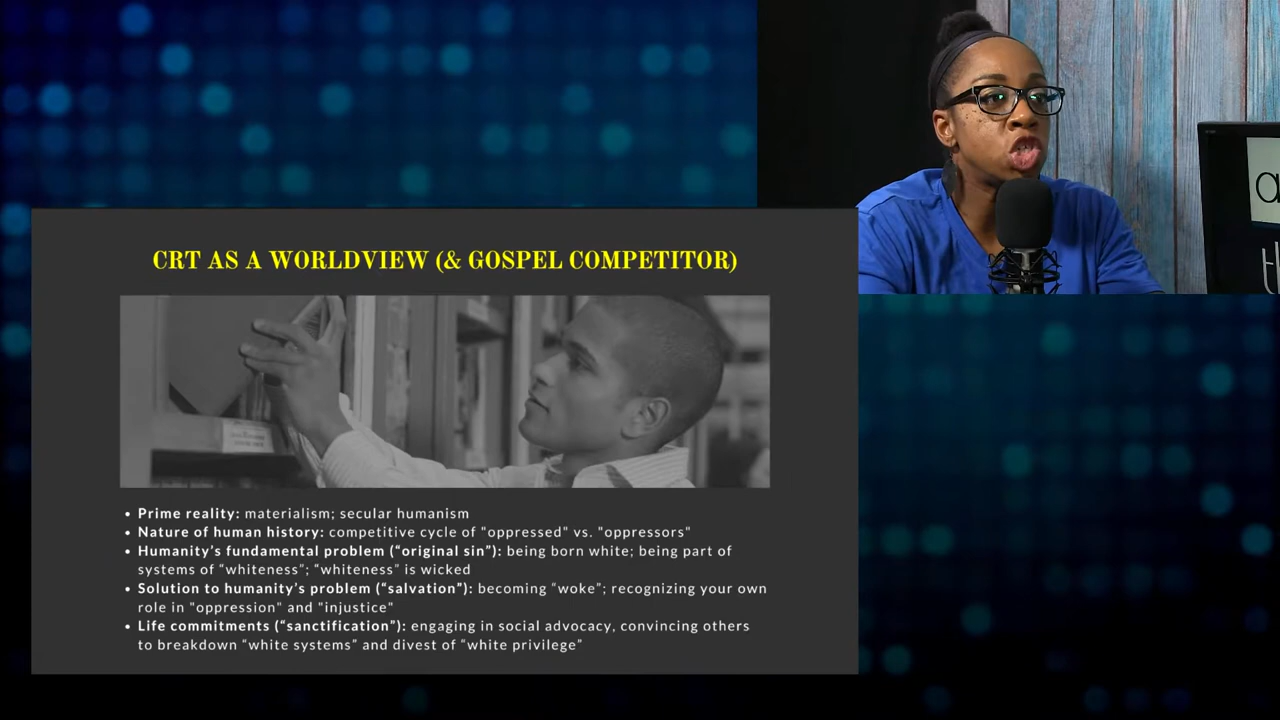 CRT AS A WORLDVIEW (& GOSPEL COMPETITOR)
• Prime reality: materialism; secular humanism
• Nature of human history: competitive cycle of "oppressed" vs. "oppressors"
• Humanity’s fundamental problem (“original sin”): being born white; being part of
systems of “whiteness”; “whiteness” is wicked
• Solution to humanity’s problem (“salvation”): becoming “woke”; recognizing your own
role in "oppression” and “injustice”
• Life commitments (“sanctification”): engaging in social advocacy, convincing others
to breakdown “white systems” and divest of “white privilege”